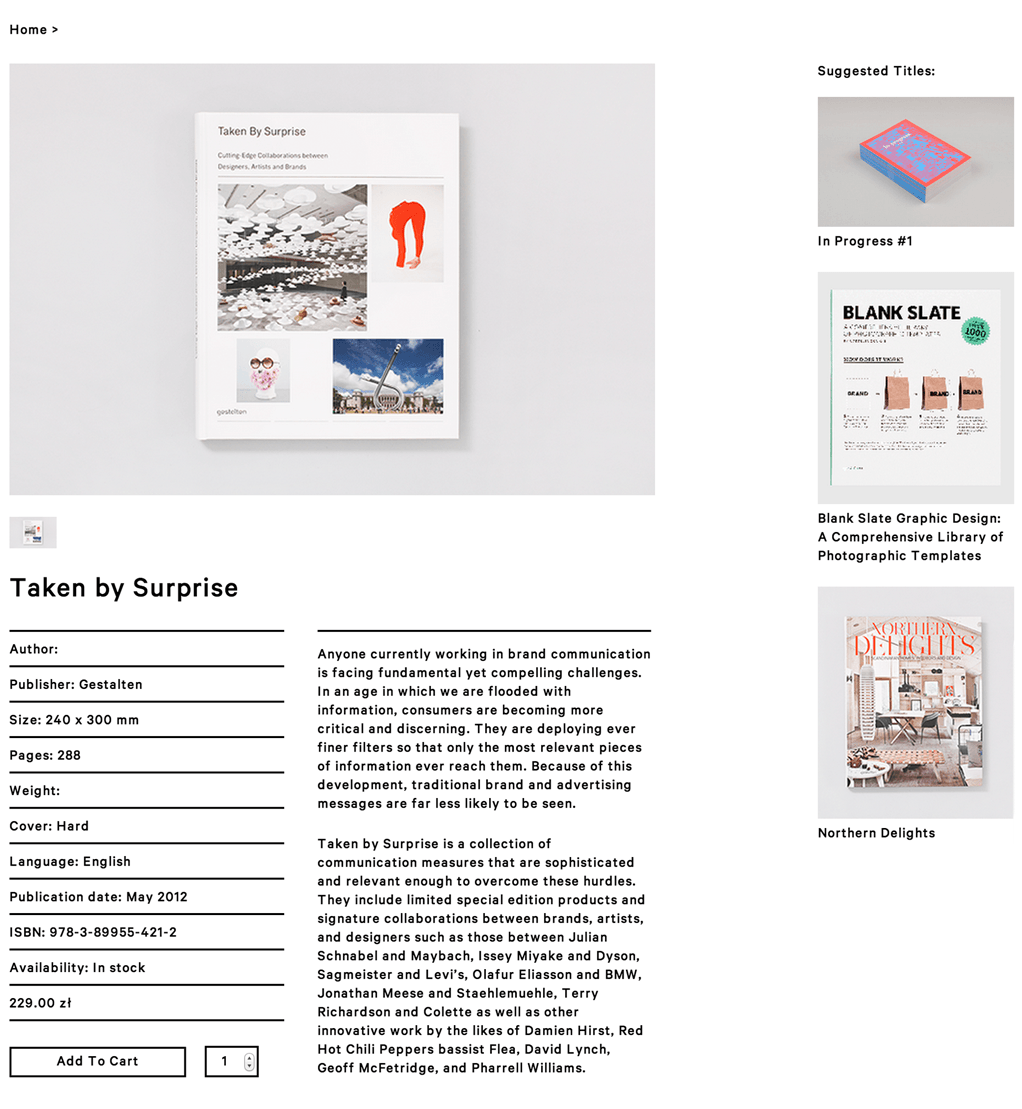 Home >
Taken By Surprise
Cutting-Edge Collaborations between
Designers, Artists and Brands
gestalten
Taken by Surprise
Author:
Publisher: Gestalten
Size: 240 x 300 mm
Pages: 288
Weight:
Cover: Hard
Language: English
Publication date: May 2012
ISBN: 978-3-89955-421-2
Availability: In stock
229.00 zł
Add To Cart
1
Anyone currently working in brand communication
is facing fundamental yet compelling challenges.
In an age in which we are flooded with
information, consumers are becoming more
critical and discerning. They are deploying ever
finer filters so that only the most relevant pieces
of information ever reach them. Because of this
development, traditional brand and advertising
messages are far less likely to be seen.
Taken by Surprise is a collection of
communication measures that are sophisticated
and relevant enough to overcome these hurdles.
They include limited special edition products and
signature collaborations between brands, artists,
and designers such as those between Julian
Schnabel and Maybach, Issey Miyake and Dyson,
Sagmeister and Levi’s, Olafur Eliasson and BMW,
Jonathan Meese and Staehlemuehle, Terry
Richardson and Colette as well as other
innovative work by the likes of Damien Hirst, Red
Hot Chili Peppers bassist Flea, David Lynch,
Geoff McFetridge, and Pharrell Williams.
Suggested Titles:
In progress
In Progress #1
BLANK SLATE
1000
HOW DOES IT WORK?
BRAND
BRAND
BRAND
Blank Slate Graphic Design:
A Comprehensive Library of
Photographic Templates
NORTHERN
DELIGHTS
Northern Delights